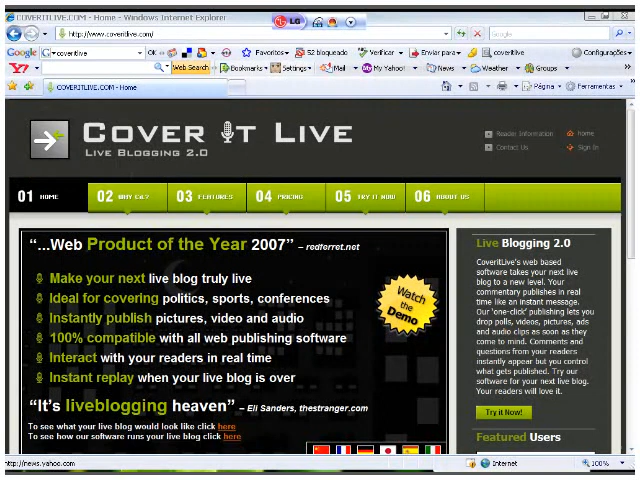 COVERITLIVE.COM - Home - Windows Internet Explorer
LG
http://www.coveritlive.com/
Google
Google coveritlive OK Favoritos 52 bloqueado Verificar Enviar para coveritlive Configurações
Y! Web Search Bookmarks Settings Mail My Yahoo! News Weather Groups
COVERITLIVE.COM - Home Página Ferramentas
COVER IT LIVE
LIVE BLOGGING 2.0
Reader Information Home
Contact Us Sign In
01 HOME 02 WHY CIL? 03 FEATURES 04 PRICING 05 TRY IT NOW 06 ABOUT US
“...Web Product of the Year 2007” – redferret.net
Make your next live blog truly live
Ideal for covering politics, sports, conferences
Instantly publish pictures, video and audio
100% compatible with all web publishing software
Interact with your readers in real time
Instant replay when your live blog is over
Watch
the
Demo
“It's liveblogging heaven” – Eli Sanders, thestranger.com
To see what your live blog would look like click here
To see how our software runs your live blog click here
Live Blogging 2.0
CoveritLive's web based
software takes your next live
blog to a new level. Your
commentary publishes in real
time like an instant message.
Our 'one-click' publishing lets you
drop polls, videos, pictures, ads
and audio clips as soon as they
come to mind. Comments and
questions from your readers
instantly appear but you control
what gets published. Try our
software for your next live blog.
Your readers will love it.
Try it Now!
Featured Users
http://news.yahoo.com Internet 100%